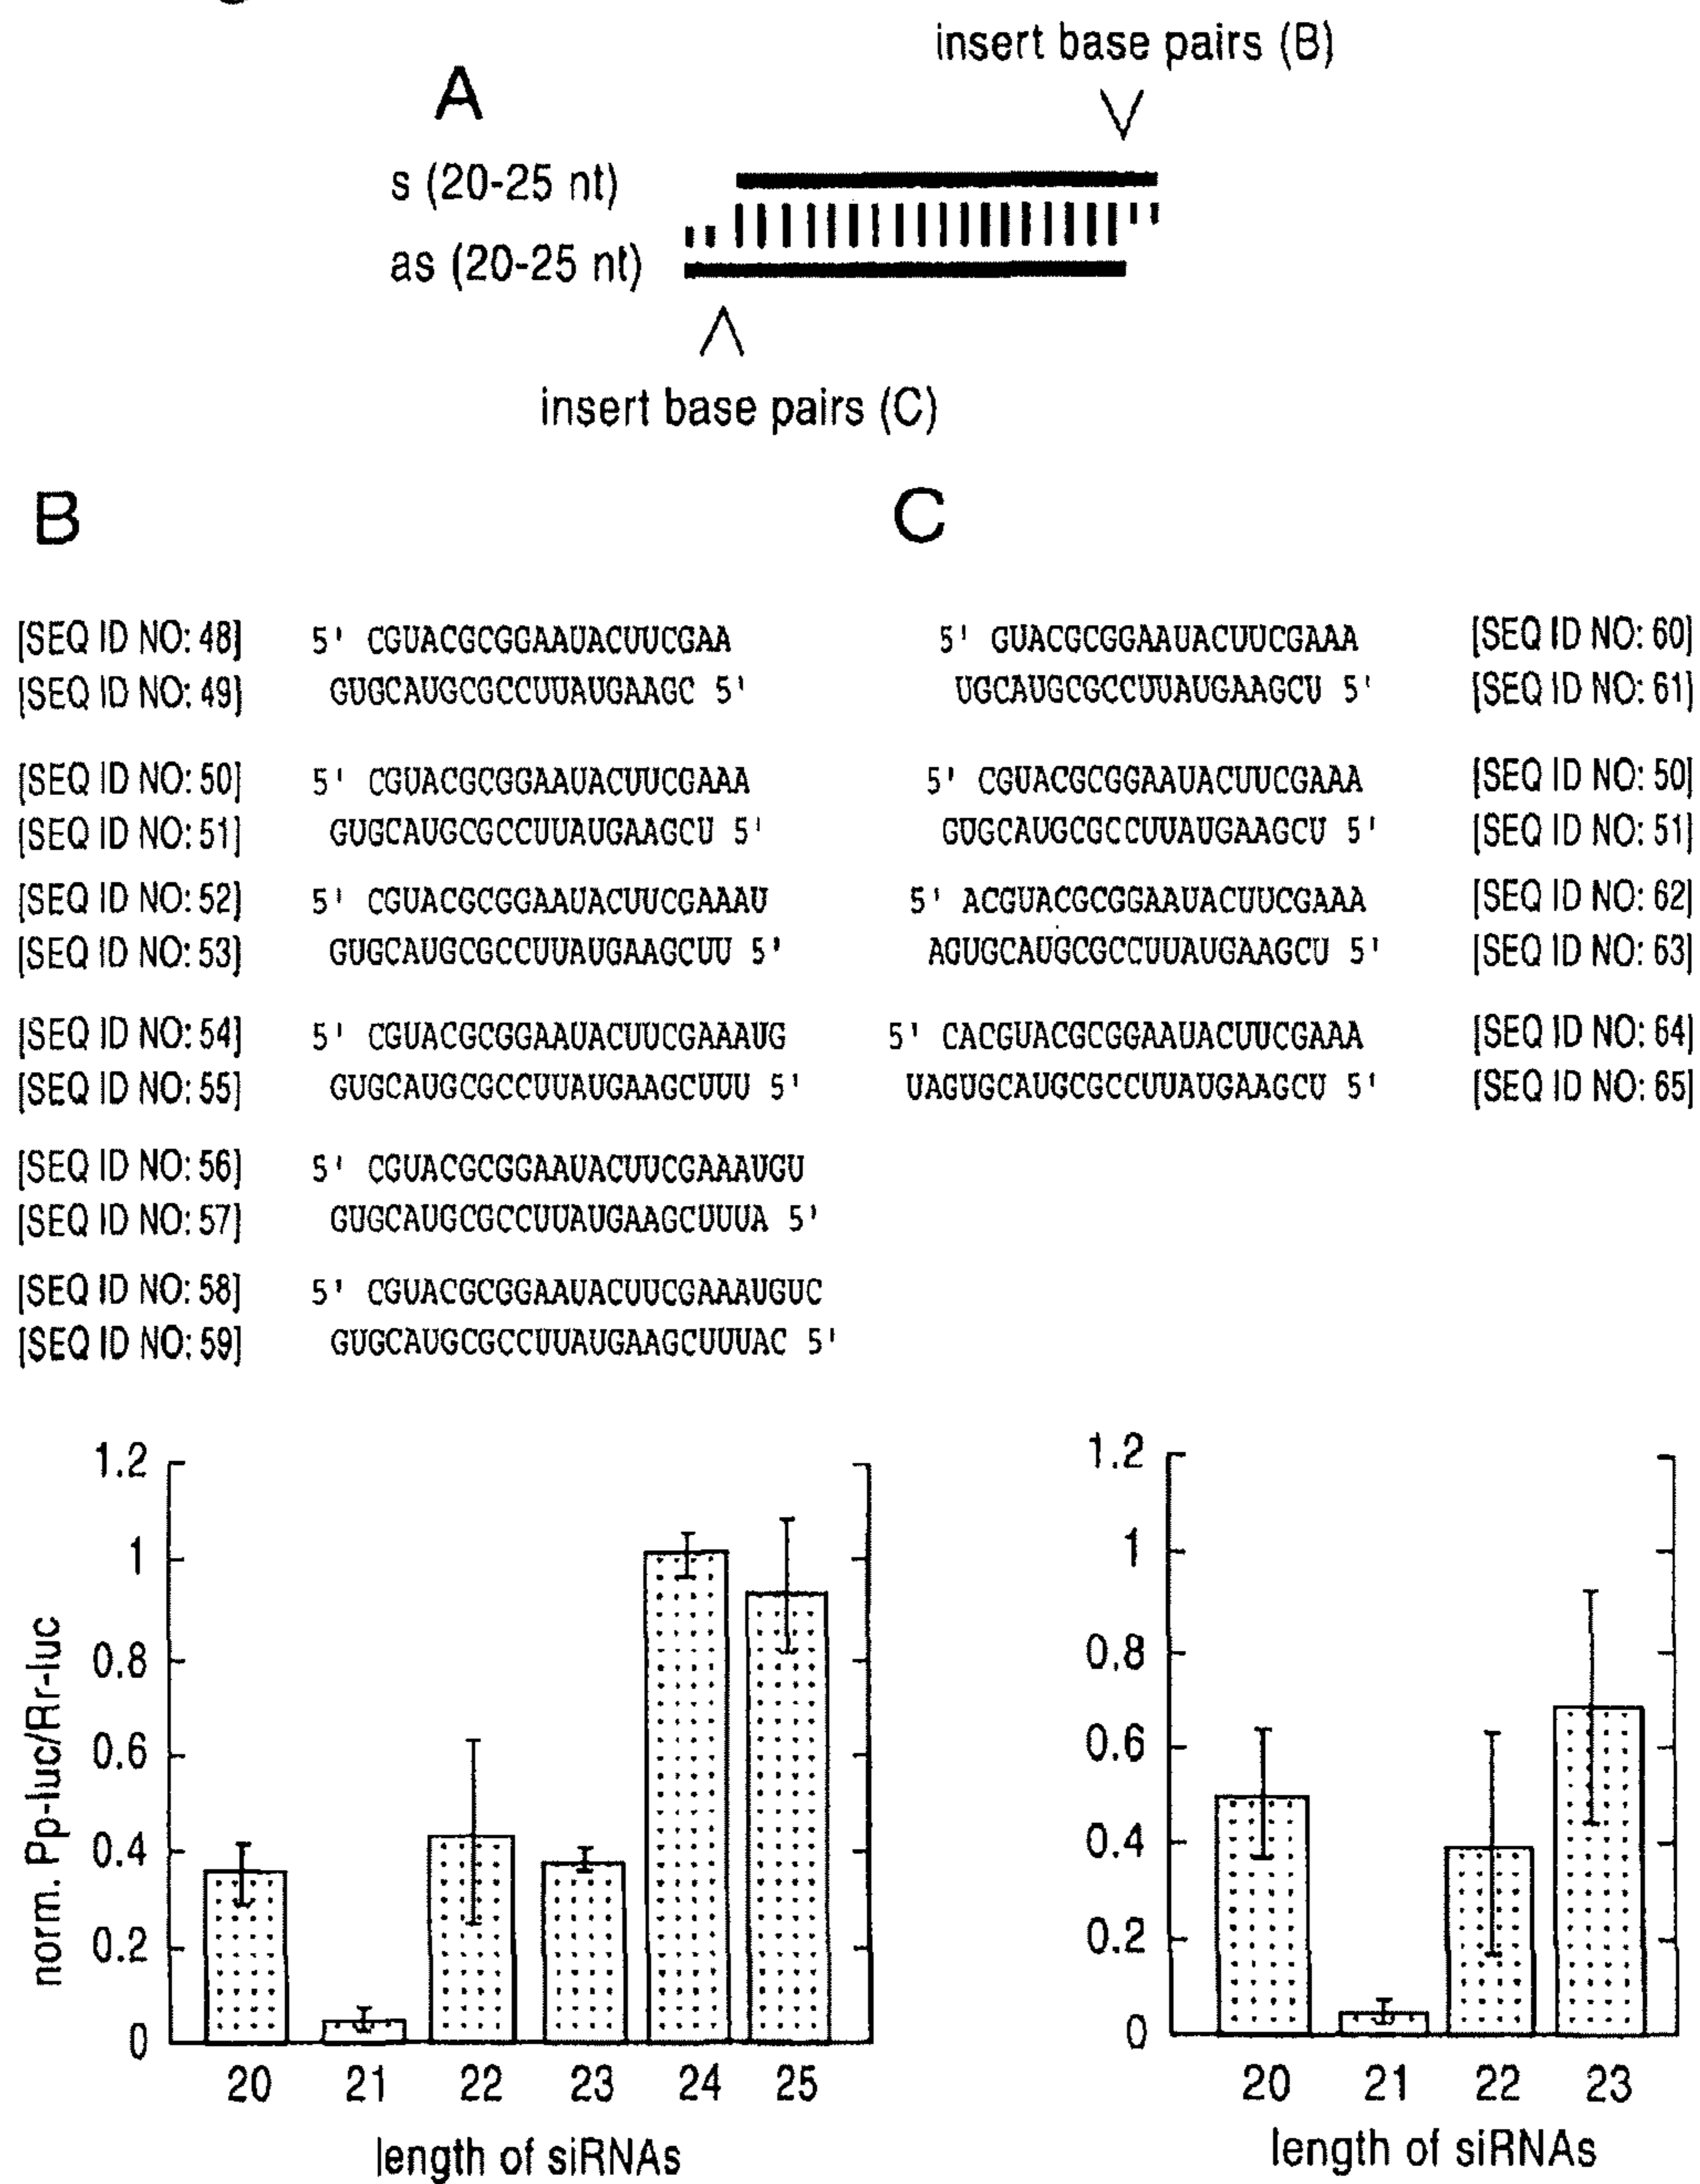 A
insert base pairs (B)
s (20-25 nt)
as (20-25 nt)
insert base pairs (C)
B
[SEQ ID NO: 48] 5' CGUACGCGGAAUACUUCGAA
[SEQ ID NO: 49] GUGCAUGCGCCUUAUGAAGC 5'
[SEQ ID NO: 50] 5' CGUACGCGGAAUACUUCGAAA
[SEQ ID NO: 51] GUGCAUGCGCCUUAUGAAGCU 5'
[SEQ ID NO: 52] 5' CGUACGCGGAAUACUUCGAAAU
[SEQ ID NO: 53] GUGCAUGCGCCUUAUGAAGCUU 5'
[SEQ ID NO: 54] 5' CGUACGCGGAAUACUUCGAAAUG
[SEQ ID NO: 55] GUGCAUGCGCCUUAUGAAGCUUU 5'
[SEQ ID NO: 56] 5' CGUACGCGGAAUACUUCGAAAUGU
[SEQ ID NO: 57] GUGCAUGCGCCUUAUGAAGCUUUA 5'
[SEQ ID NO: 58] 5' CGUACGCGGAAUACUUCGAAAUGUC
[SEQ ID NO: 59] GUGCAUGCGCCUUAUGAAGCUUUAC 5'
C
5' GUACGCGGAAUACUUCGAAA [SEQ ID NO: 60]
UGCAUGCGCCUUAUGAAGCU 5' [SEQ ID NO: 61]
5' CGUACGCGGAAUACUUCGAAA [SEQ ID NO: 50]
GUGCAUGCGCCUUAUGAAGCU 5' [SEQ ID NO: 51]
5' ACGUACGCGGAAUACUUCGAAA [SEQ ID NO: 62]
AGUGCAUGCGCCUUAUGAAGCU 5' [SEQ ID NO: 63]
5' CACGUACGCGGAAUACUUCGAAA [SEQ ID NO: 64]
UAGUGCAUGCGCCUUAUGAAGCU 5' [SEQ ID NO: 65]
norm. Pp-luc/Rr-luc
1.2
1
0.8
0.6
0.4
0.2
0
20 21 22 23 24 25
length of siRNAs
1.2
1
0.8
0.6
0.4
0.2
0
20 21 22 23
length of siRNAs